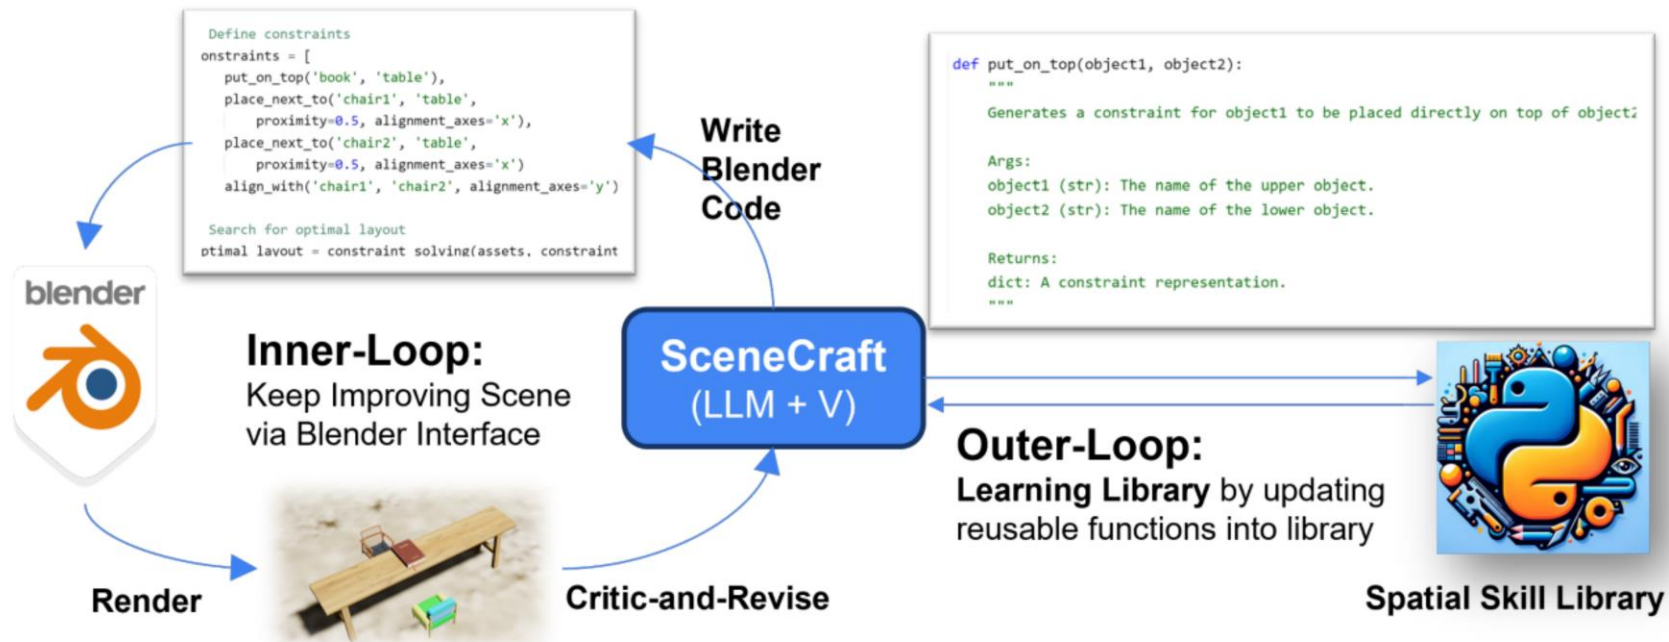 Define constraints
onstraints = [
put_on_top('book', 'table'),
place_next_to('chair1', 'table',
proximity=0.5, alignment_axes='x'),
place_next_to('chair2', 'table',
proximity=0.5, alignment_axes='x')
align_with('chair1', 'chair2', alignment_axes='y')
Search for optimal layout
ptimal layout = constraint solving(assets, constraint
Write
Blender
Code
def put_on_top(object1, object2):
"""
Generates a constraint for object1 to be placed directly on top of object2
Args:
object1 (str): The name of the upper object.
object2 (str): The name of the lower object.
Returns:
dict: A constraint representation.
"""
blender
Inner-Loop:
Keep Improving Scene
via Blender Interface
SceneCraft
(LLM + V)
Outer-Loop:
Learning Library by updating
reusable functions into library
Render
Critic-and-Revise
Spatial Skill Library